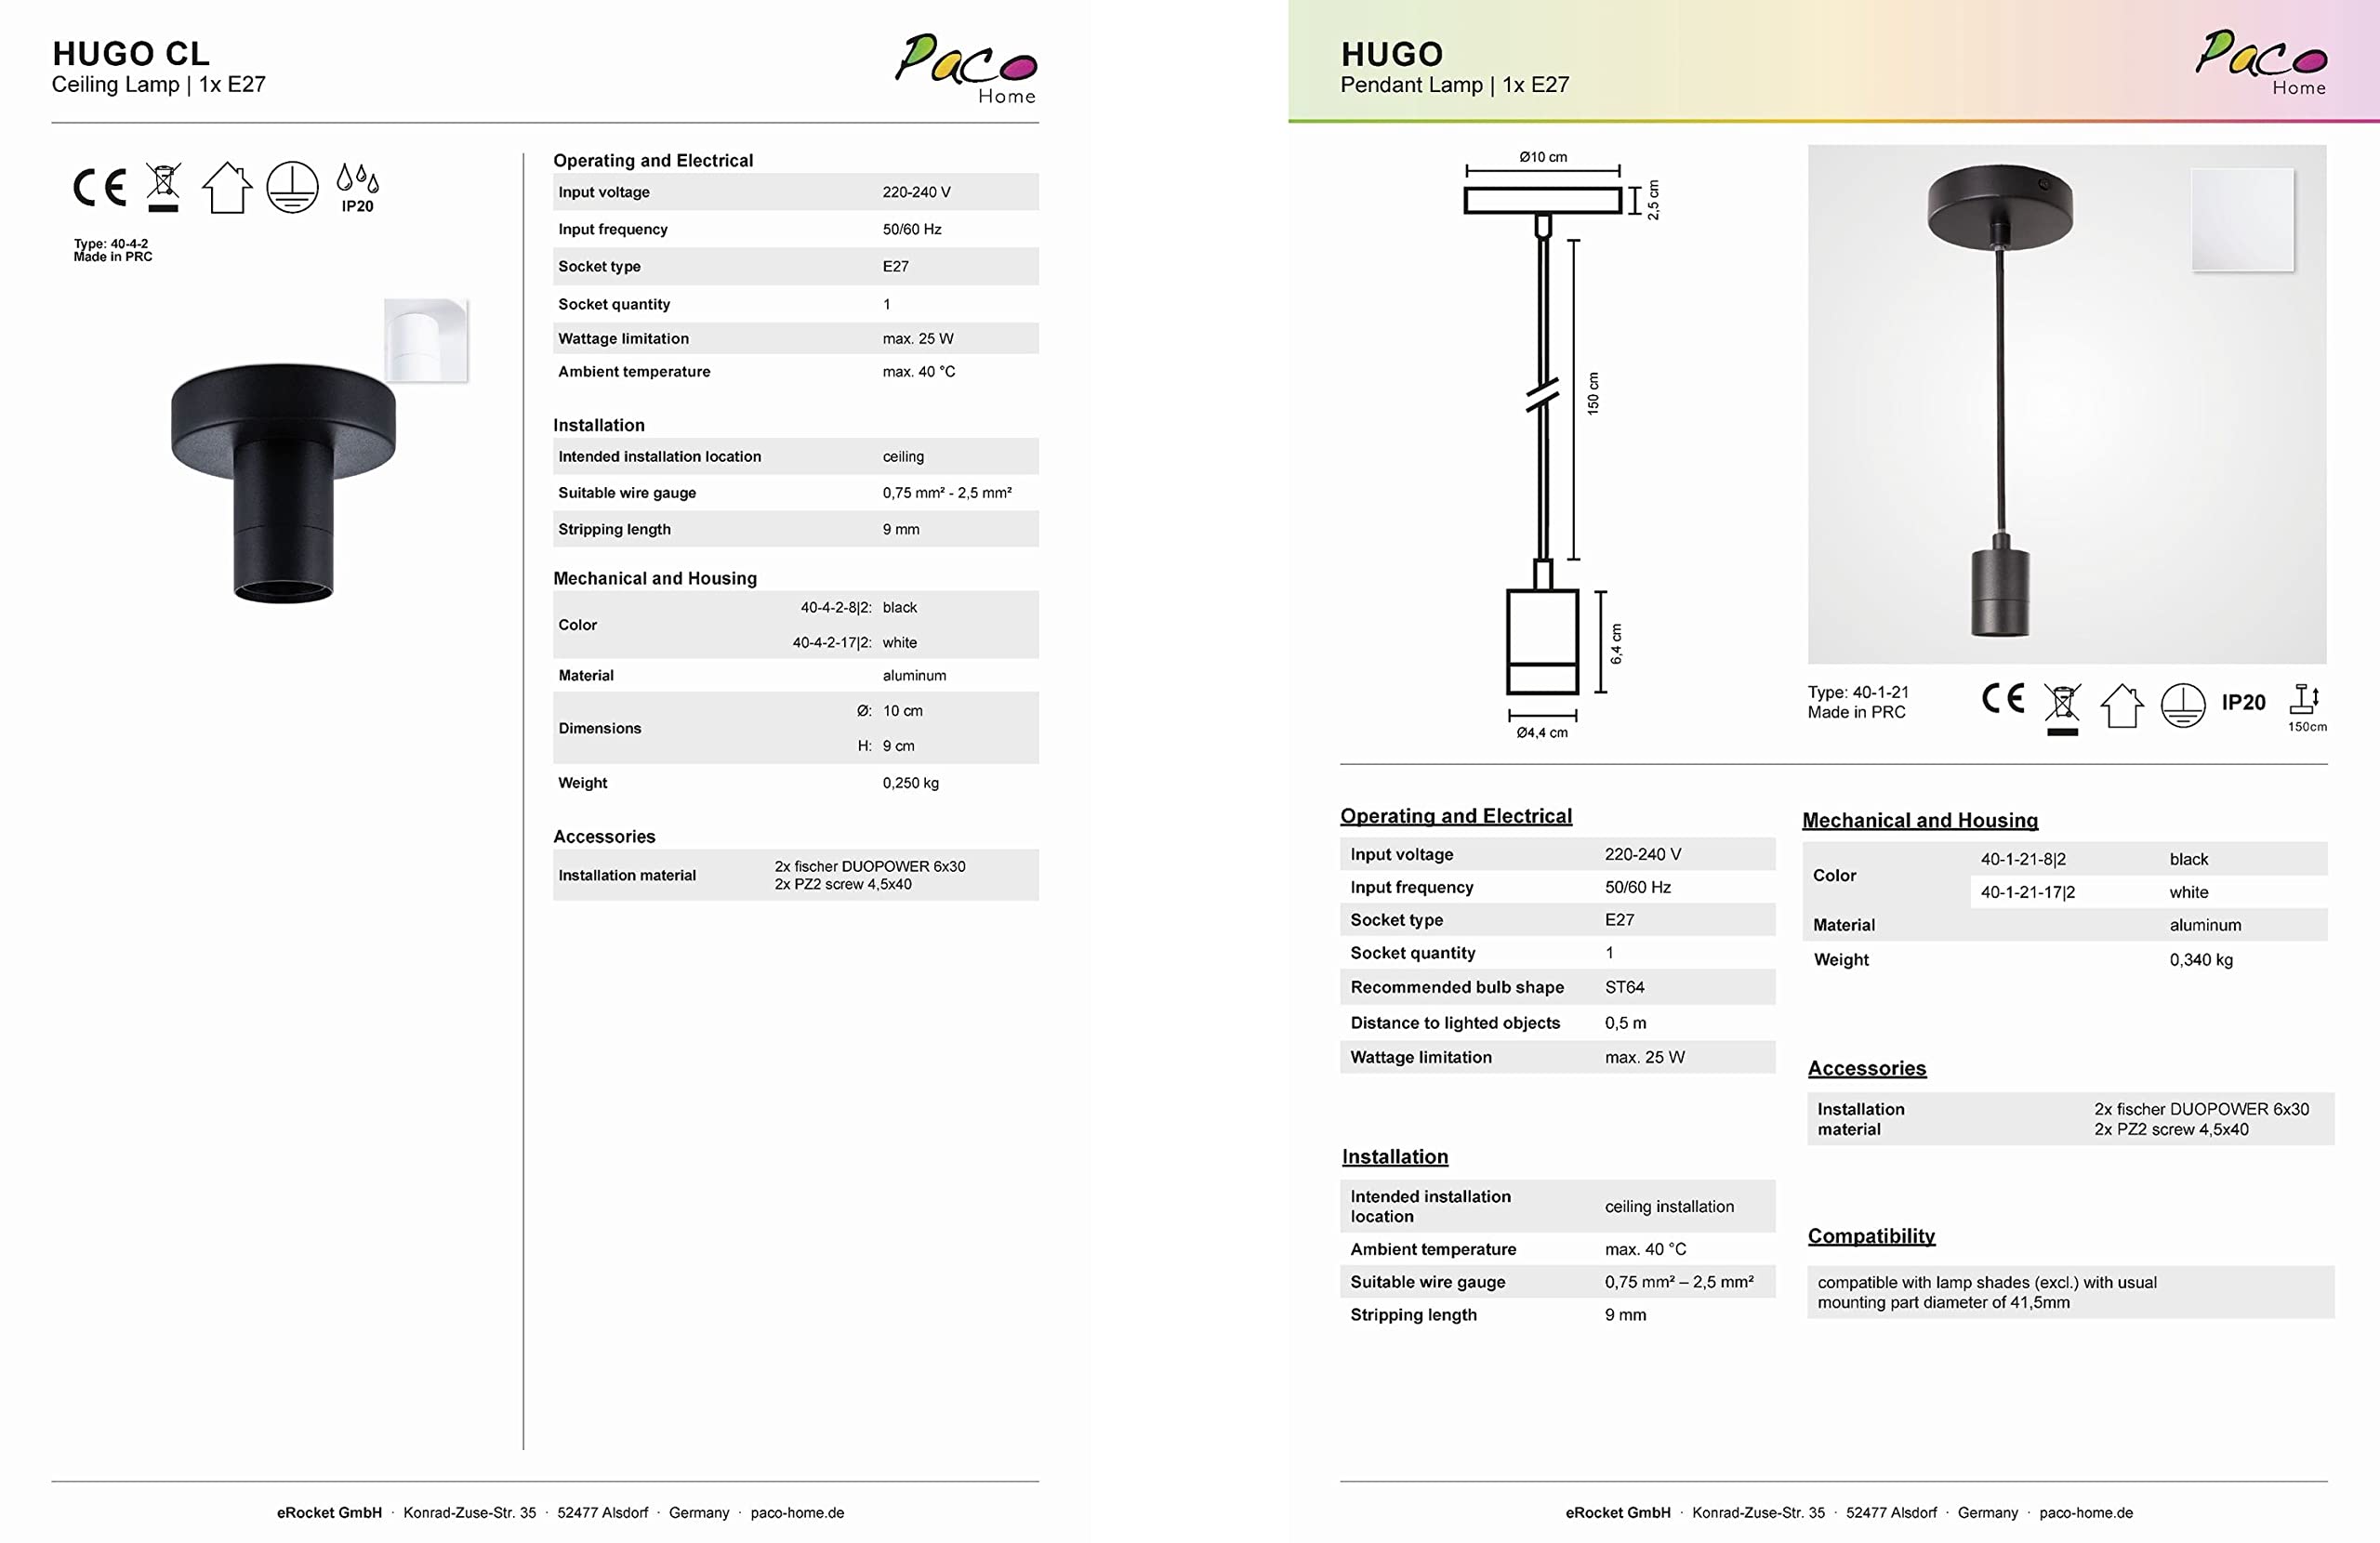 HUGO CL
Ceiling Lamp | 1x E27
Paco
Home
CE
IP20
Type: 40-4-2
Made in PRC
Operating and Electrical
Input voltage 220-240 V
Input frequency 50/60 Hz
Socket type E27
Socket quantity 1
Wattage limitation max. 25 W
Ambient temperature max. 40 °C
Installation
Intended installation location ceiling
Suitable wire gauge 0,75 mm² - 2,5 mm²
Stripping length 9 mm
Mechanical and Housing
Color
40-4-2-8|2: black
40-4-2-17|2: white
Material aluminum
Dimensions
Ø: 10 cm
H: 9 cm
Weight 0,250 kg
Accessories
Installation material
2x fischer DUOPOWER 6x30
2x PZ2 screw 4,5x40
eRocket GmbH · Konrad-Zuse-Str. 35 · 52477 Alsdorf · Germany · paco-home.de
HUGO
Pendant Lamp | 1x E27
Paco
Home
Ø10 cm
2,5 cm
150 cm
6,4 cm
Ø4,4 cm
Type: 40-1-21
Made in PRC
CE
IP20
150cm
Operating and Electrical
Input voltage 220-240 V
Input frequency 50/60 Hz
Socket type E27
Socket quantity 1
Recommended bulb shape ST64
Distance to lighted objects 0,5 m
Wattage limitation max. 25 W
Installation
Intended installation
location
ceiling installation
Ambient temperature max. 40 °C
Suitable wire gauge 0,75 mm² – 2,5 mm²
Stripping length 9 mm
Mechanical and Housing
Color
40-1-21-8|2 black
40-1-21-17|2 white
Material aluminum
Weight 0,340 kg
Accessories
Installation
material
2x fischer DUOPOWER 6x30
2x PZ2 screw 4,5x40
Compatibility
compatible with lamp shades (excl.) with usual
mounting part diameter of 41,5mm
eRocket GmbH · Konrad-Zuse-Str. 35 · 52477 Alsdorf · Germany · paco-home.de